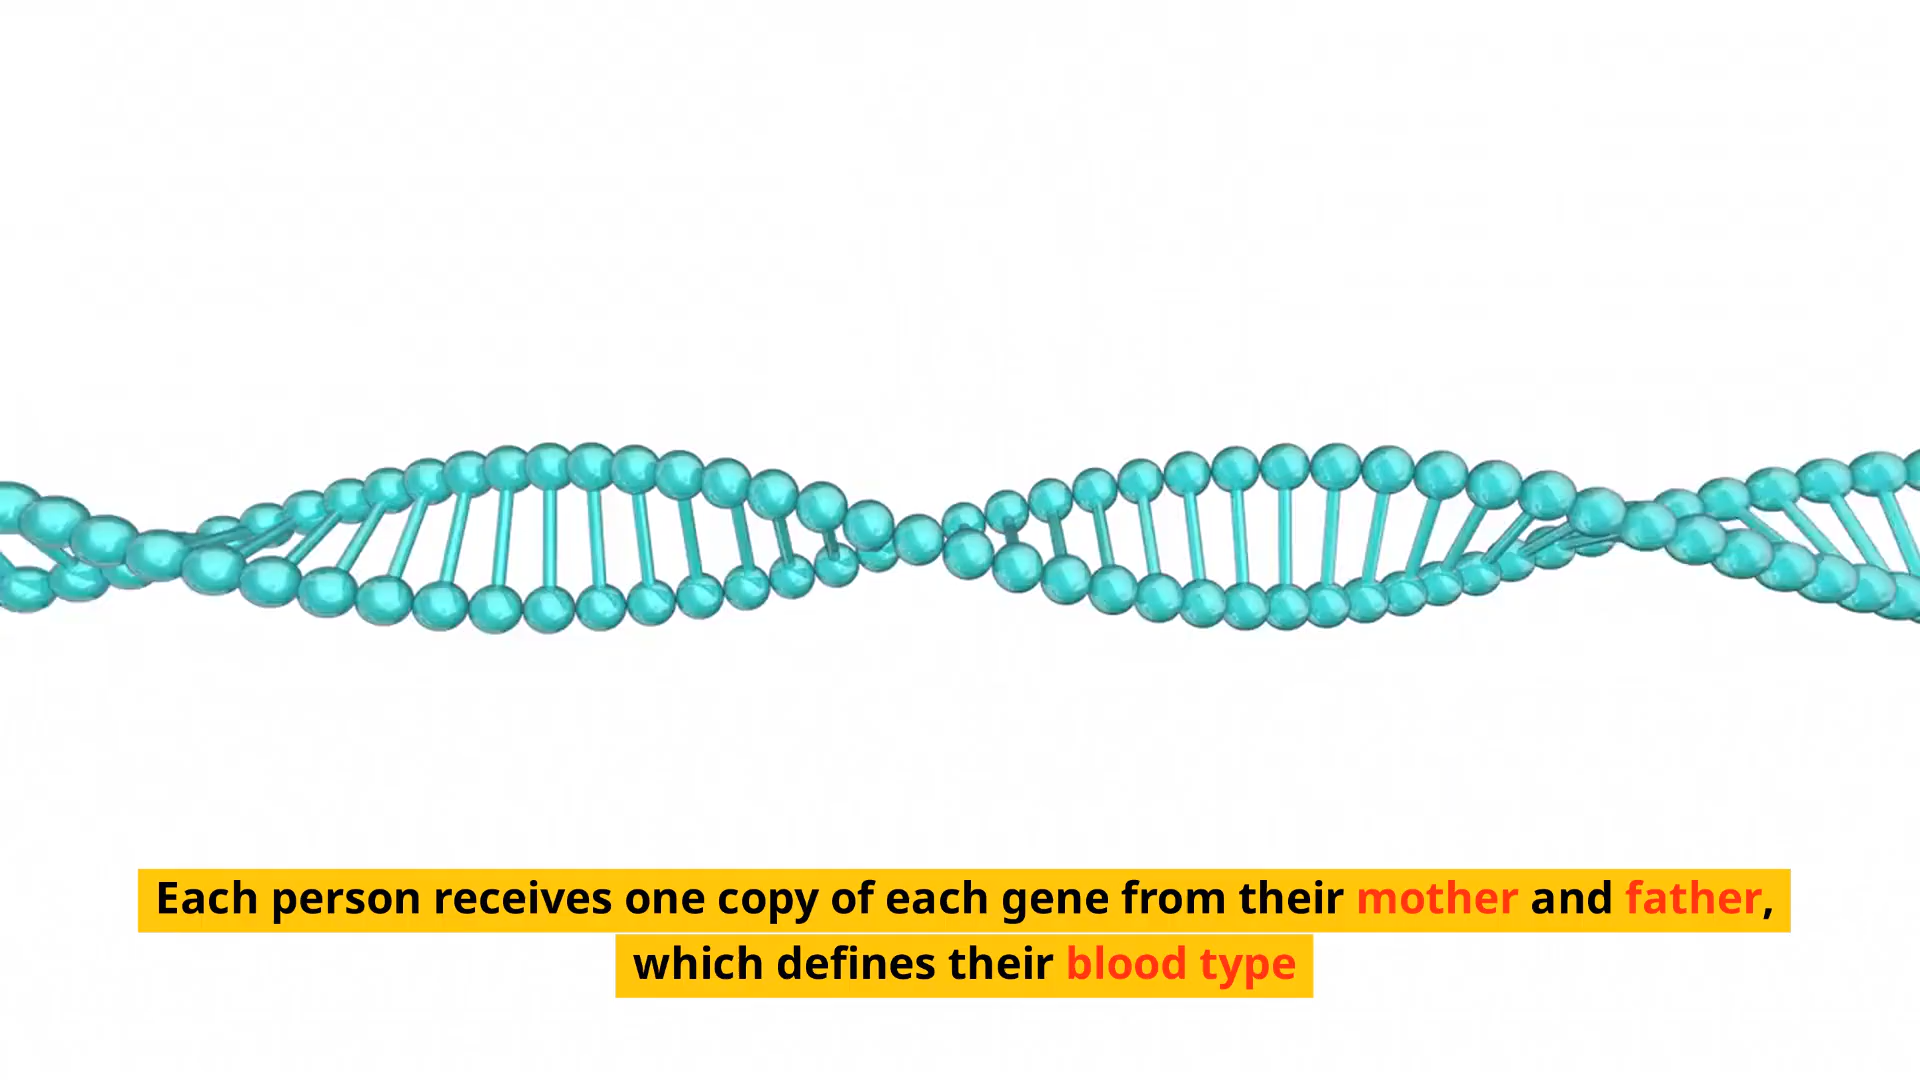 Each person receives one copy of each gene from their mother and father,
which defines their blood type